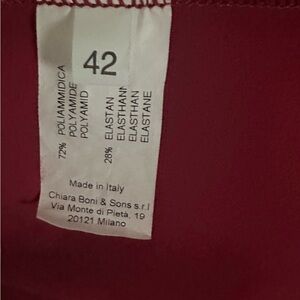 42
72% POLIAMMIDICA
POLYAMIDE
POLYAMID
28% ELASTAN
ELASTHANN
ELASTHAN
ELASTANE
Made in Italy
Chiara Boni & Sons s.r.l
Via Monte di Pietà, 19
20121 Milano